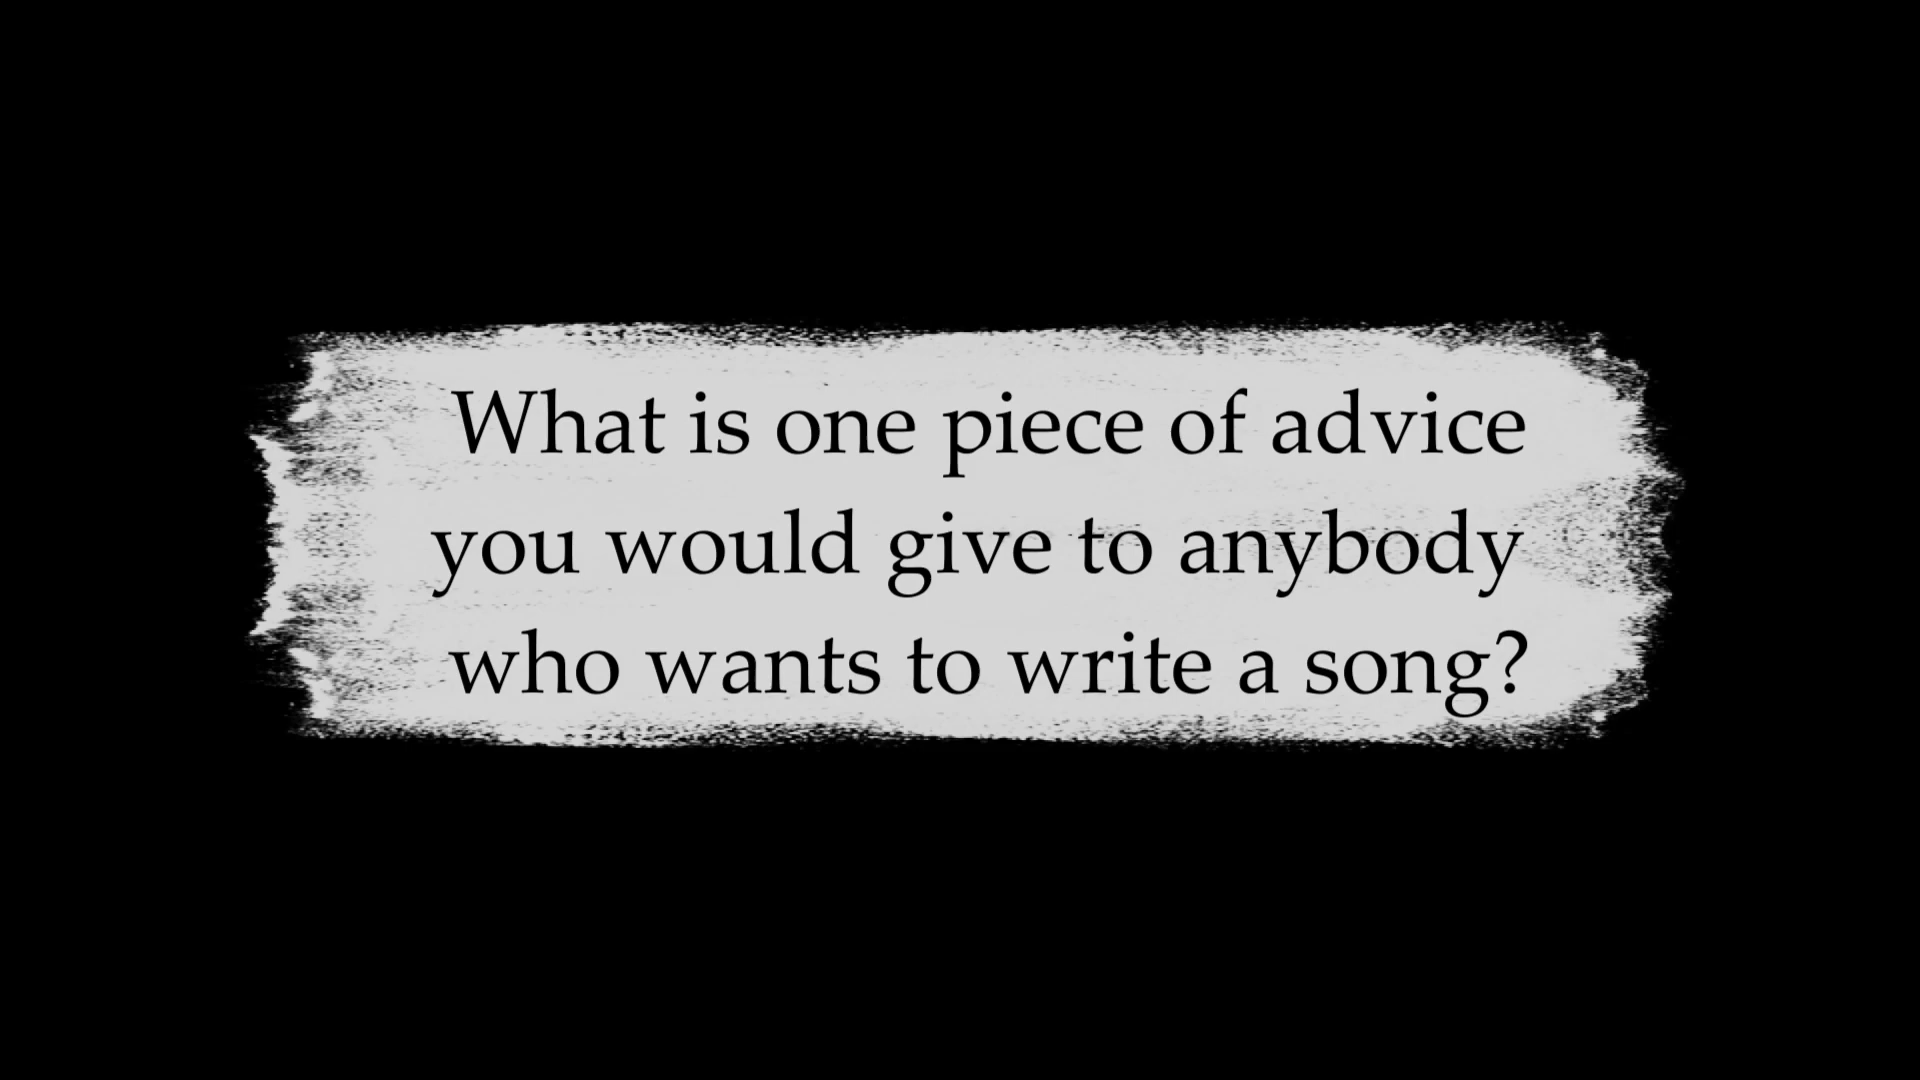 What is one piece of advice
you would give to anybody
who wants to write a song?